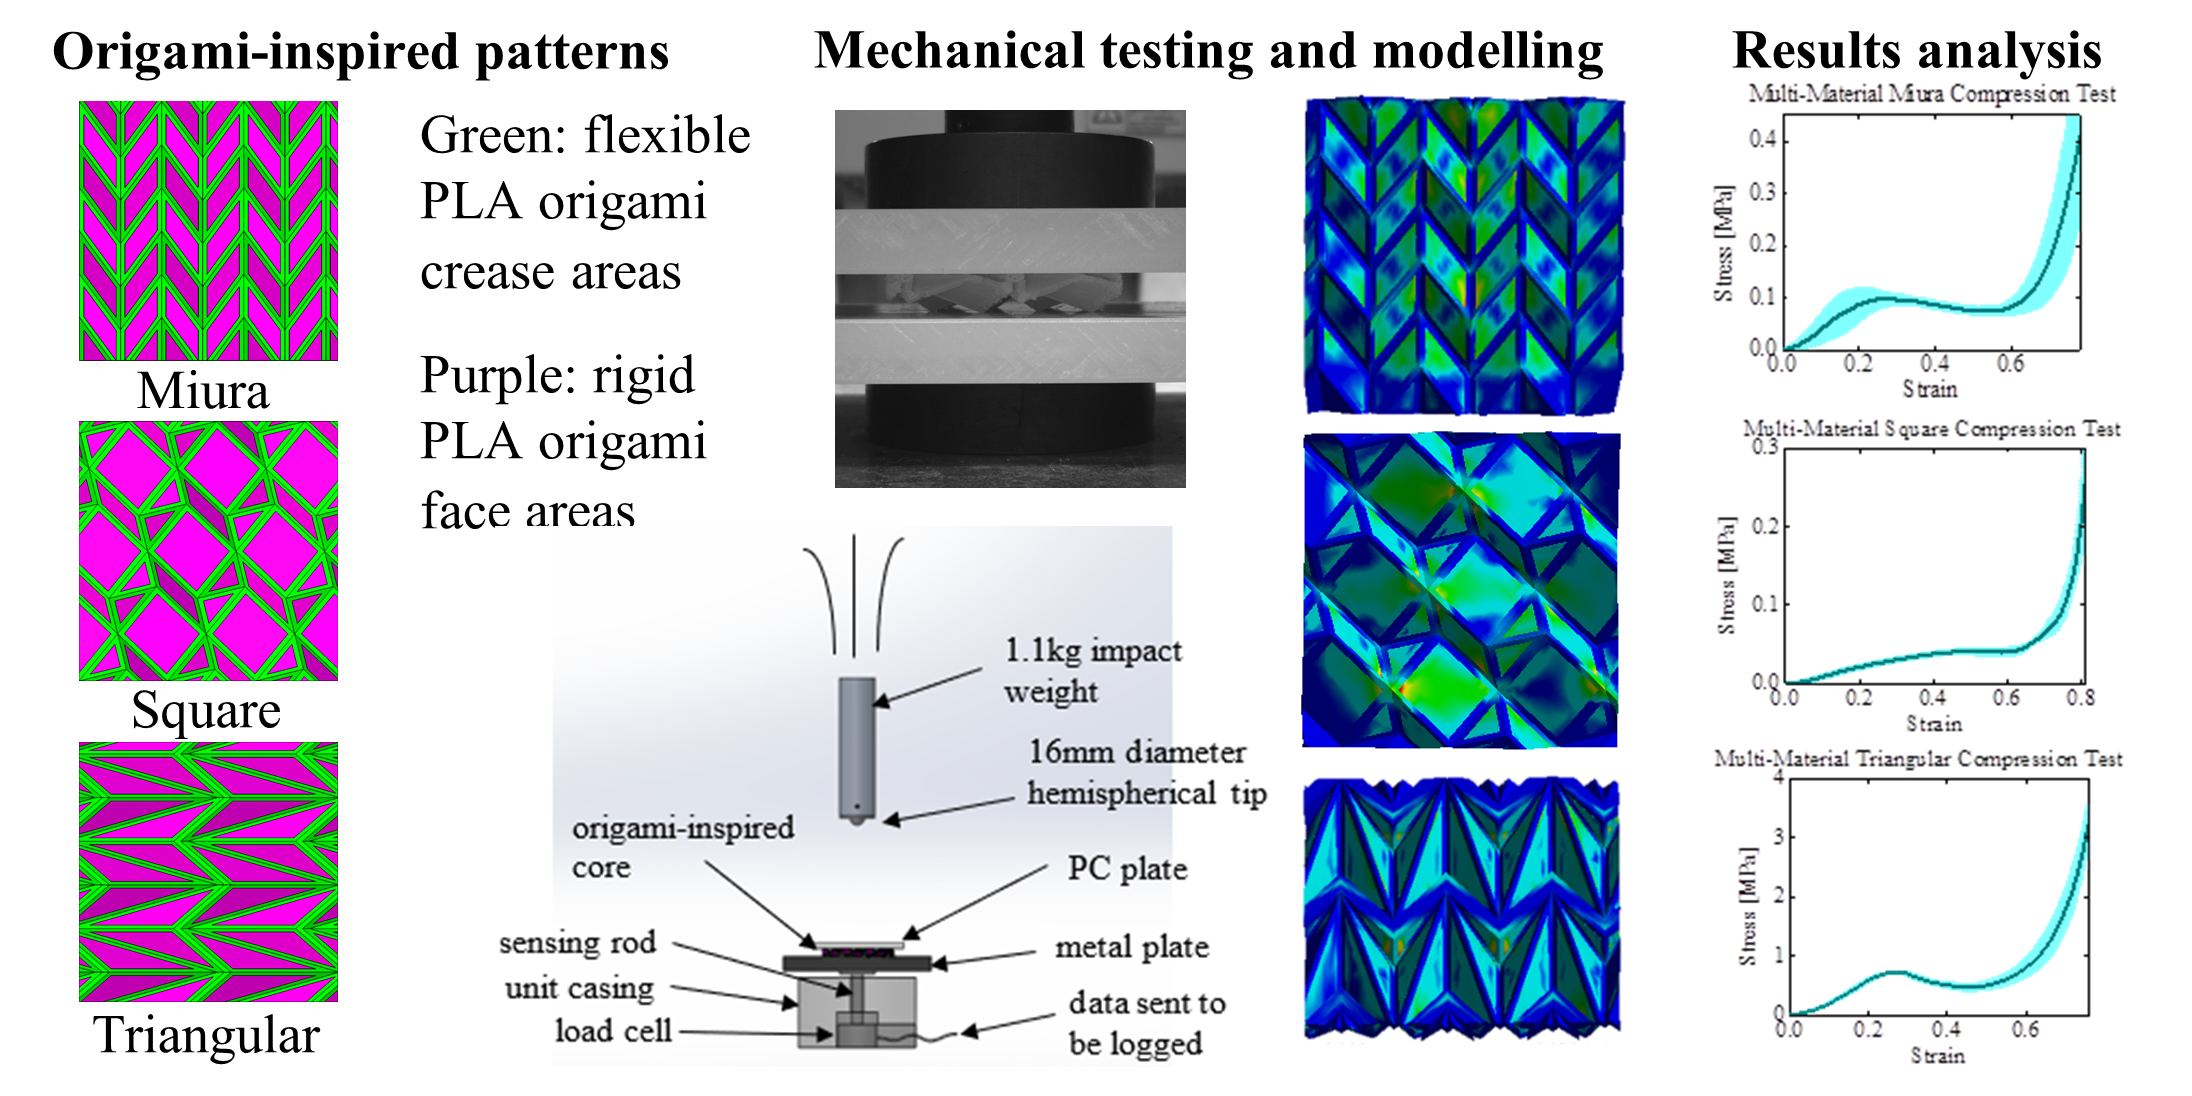 Origami-inspired patterns
Mechanical testing and modelling
Results analysis
Miura
Square
Triangular
Green: flexible
PLA origami
crease areas
Purple: rigid
PLA origami
face areas
1.1kg impact
weight
16mm diameter
hemispherical tip
origami-inspired
core
PC plate
sensing rod
metal plate
unit casing
load cell
data sent to
be logged
Multi-Material Miura Compression Test
Stress [MPa]
0.4
0.3
0.2
0.1
0.0
0.0 0.2 0.4 0.6
Strain
Multi-Material Square Compression Test
Stress [MPa]
0.3
0.2
0.1
0.0
0.0 0.2 0.4 0.6 0.8
Strain
Multi-Material Triangular Compression Test
Stress [MPa]
4
3
2
1
0
0.0 0.2 0.4 0.6
Strain